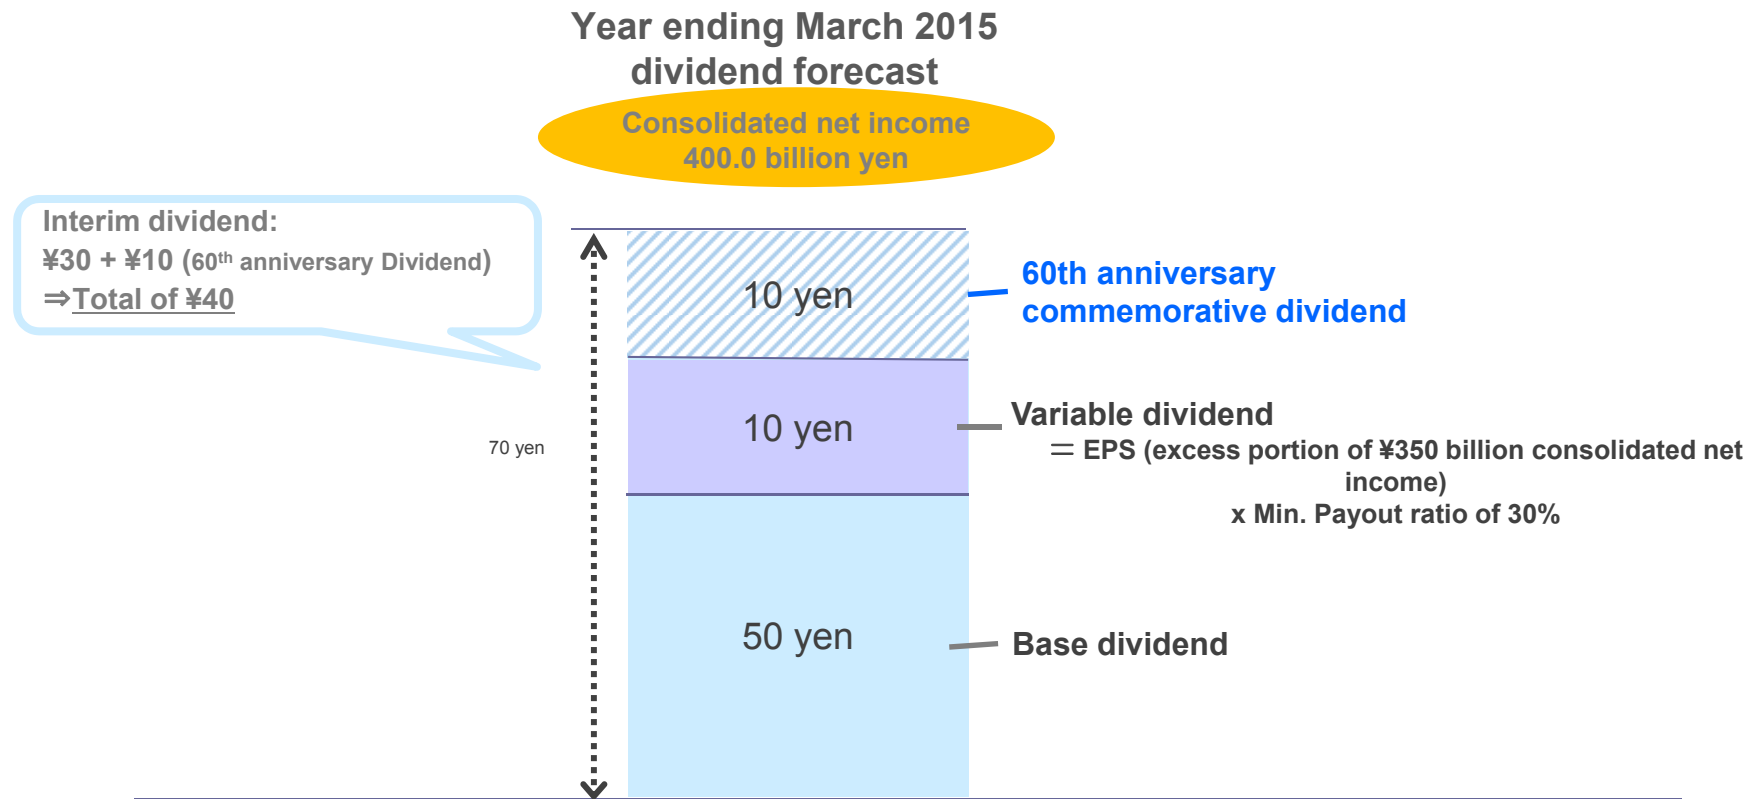 Year ending March 2015
dividend forecast
Consolidated net income
400.0 billion yen
Interim dividend:
¥30 + ¥10 (60th anniversary Dividend)
⇒Total of ¥40
10 yen
60th anniversary
commemorative dividend
70 yen
10 yen
Variable dividend
= EPS (excess portion of ¥350 billion consolidated net
income)
x Min. Payout ratio of 30%
50 yen
Base dividend